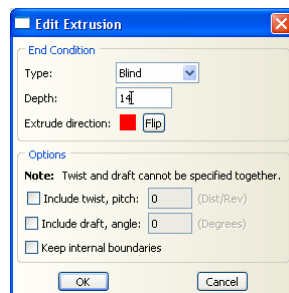 Edit Extrusion
End Condition
Type: Blind
Depth: 14
Extrude direction: Flip
Options
Note: Twist and draft cannot be specified together.
Include twist, pitch: 0 (Dist/Rev)
Include draft, angle: 0 (Degrees)
Keep internal boundaries
OK Cancel